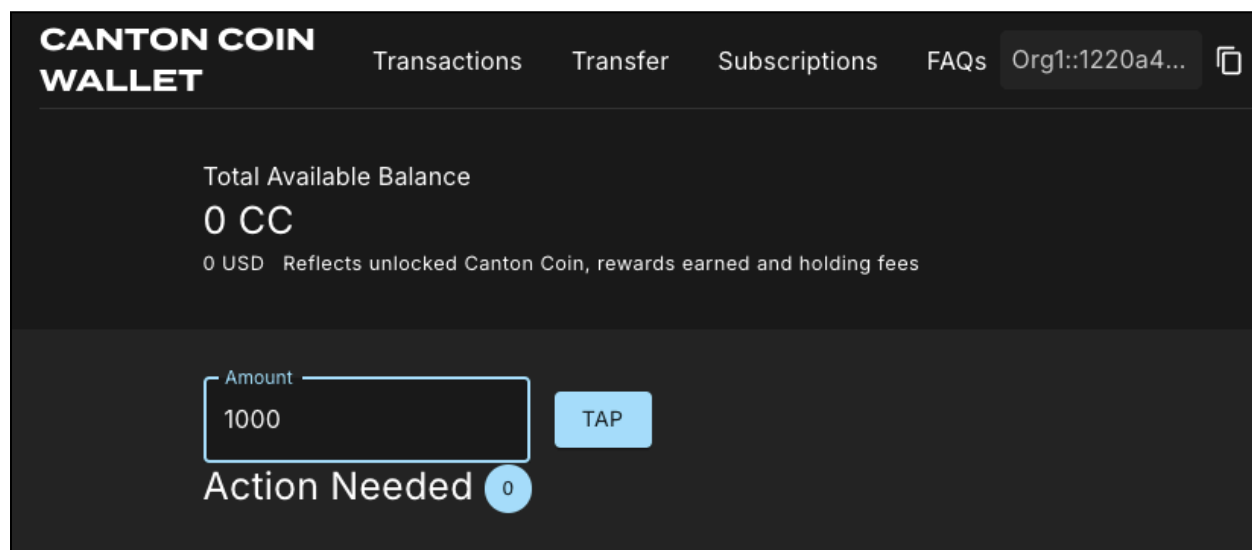 CANTON COIN
WALLET
Transactions
Transfer
Subscriptions
FAQs
Org1::1220a4...
Total Available Balance
0 CC
0 USD Reflects unlocked Canton Coin, rewards earned and holding fees
Amount
1000
TAP
Action Needed 0